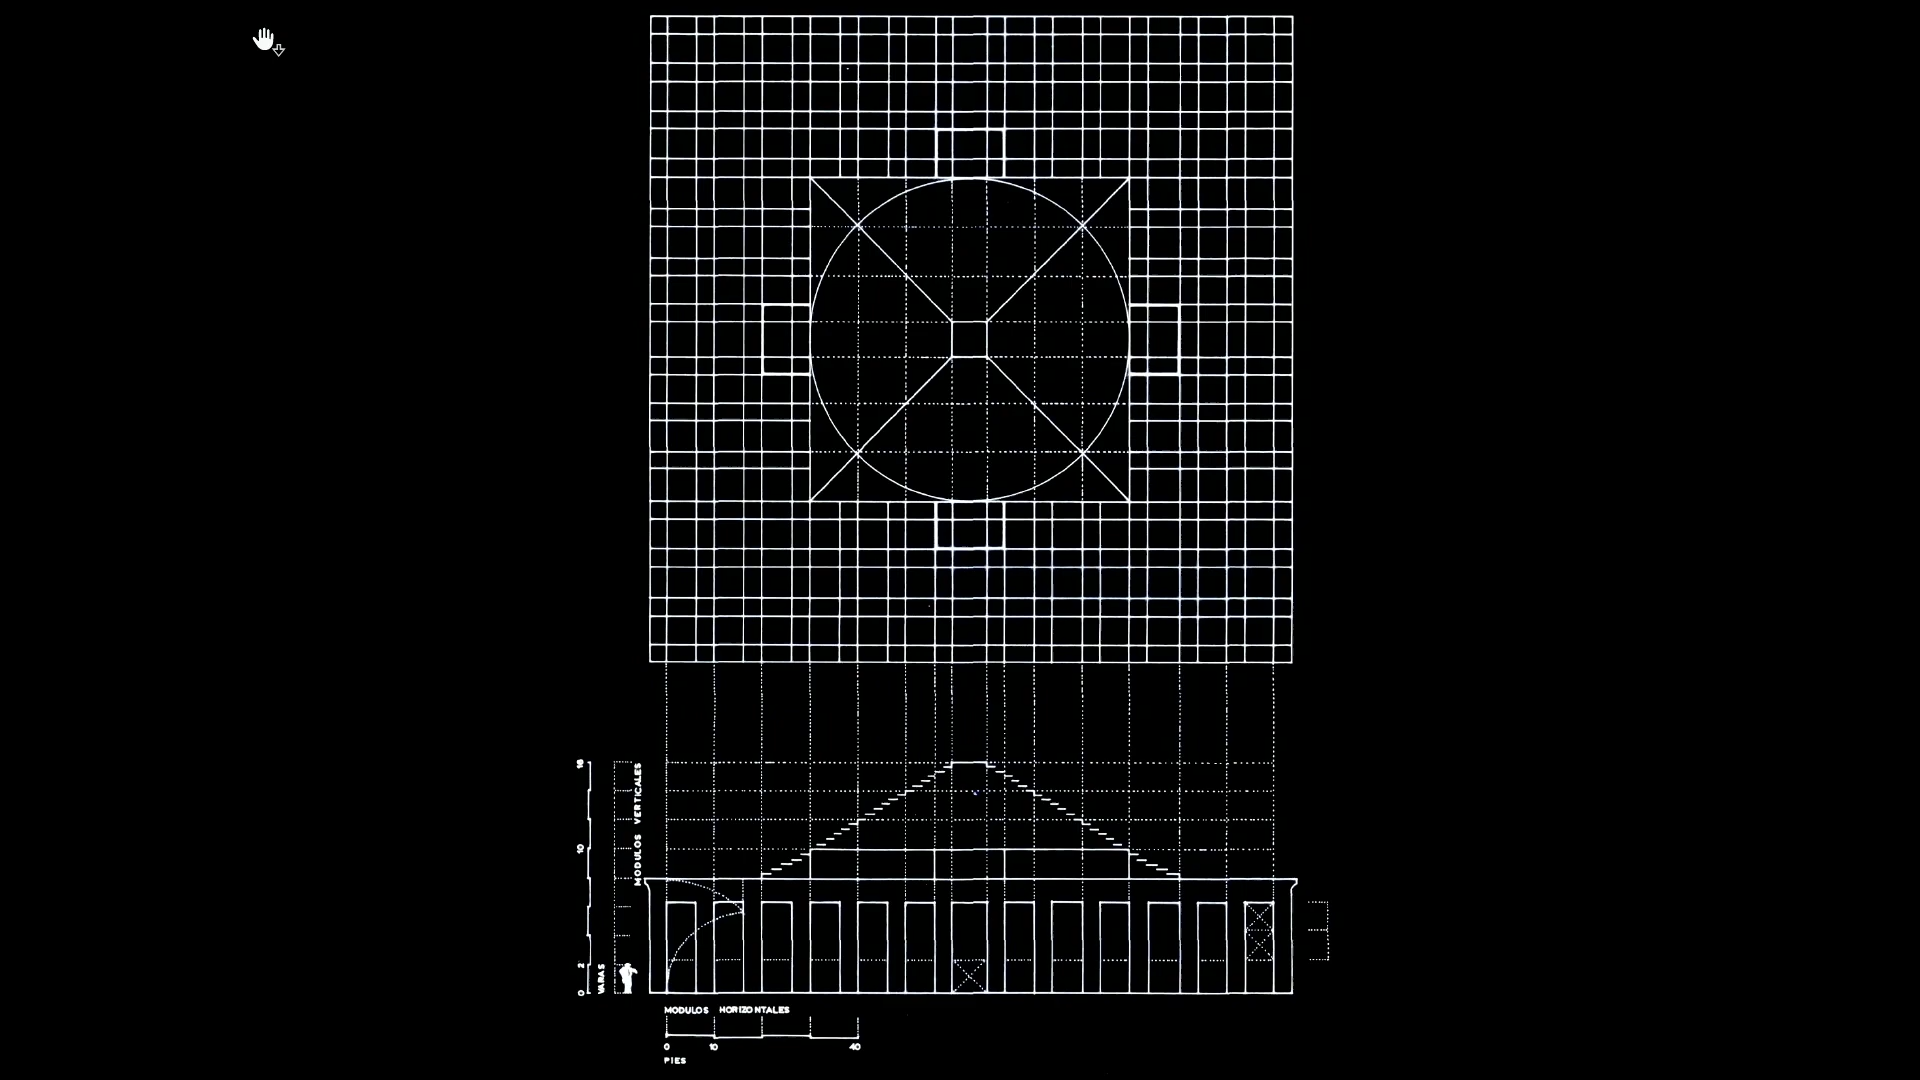 18
MODULOS VERTICALES
10
2
0
VARAS
MODULOS HORIZONTALES
0 10 40
PIES